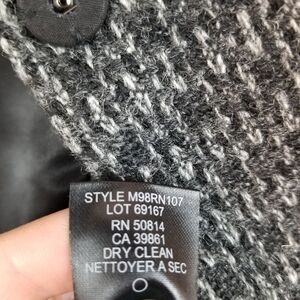 STYLE M98RN107
LOT 69167
RN 50814
CA 39861
DRY CLEAN
NETTOYER A SEC